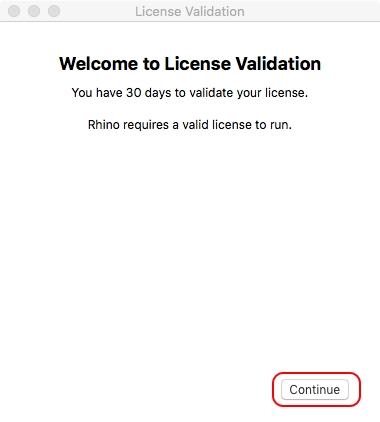 License Validation
Welcome to License Validation
You have 30 days to validate your license.
Rhino requires a valid license to run.
Continue